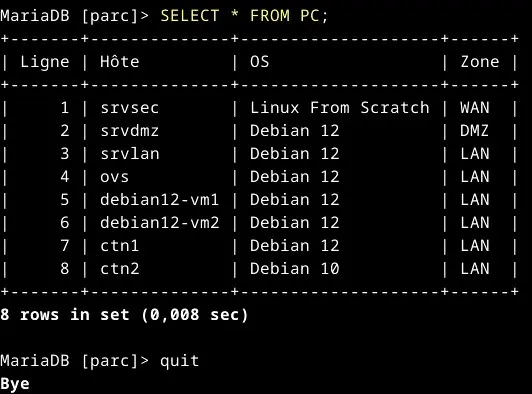 MariaDB [parc]> SELECT * FROM PC;
+-------+--------------+--------------------+------+
| Ligne | Hôte         | OS                 | Zone |
+-------+--------------+--------------------+------+
|     1 | srvsec       | Linux From Scratch | WAN  |
|     2 | srvdmz       | Debian 12          | DMZ  |
|     3 | srvlan       | Debian 12          | LAN  |
|     4 | ovs          | Debian 12          | LAN  |
|     5 | debian12-vm1 | Debian 12          | LAN  |
|     6 | debian12-vm2 | Debian 12          | LAN  |
|     7 | ctn1         | Debian 12          | LAN  |
|     8 | ctn2         | Debian 10          | LAN  |
+-------+--------------+--------------------+------+
8 rows in set (0,008 sec)
MariaDB [parc]> quit
Bye